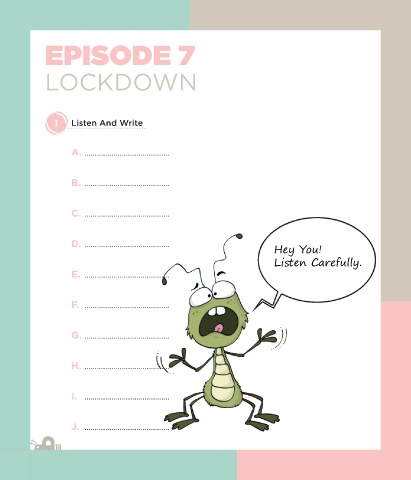 EPISODE 7
LOCKDOWN
1 Listen And Write
A.
B.
C.
D.
E.
F.
G.
H.
I.
J.
Hey You!
Listen Carefully.